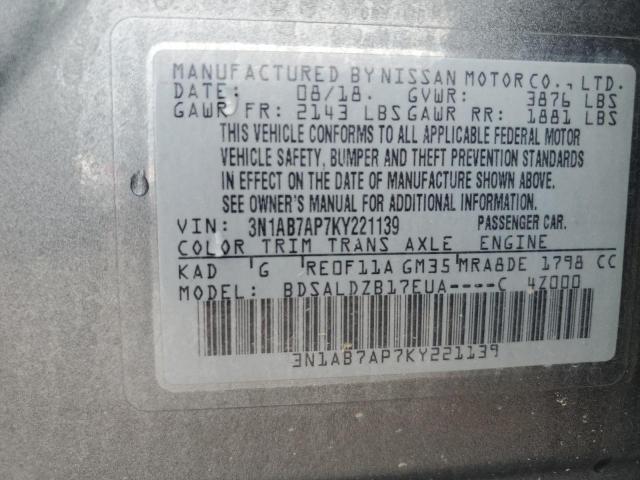 MANUFACTURED BY NISSAN MOTOR CO., LTD.
DATE: 08/18. GVWR: 3876 LBS
GAWR FR: 2143 LBS GAWR RR: 1881 LBS
THIS VEHICLE CONFORMS TO ALL APPLICABLE FEDERAL MOTOR
VEHICLE SAFETY, BUMPER AND THEFT PREVENTION STANDARDS
IN EFFECT ON THE DATE OF MANUFACTURE SHOWN ABOVE.
SEE OWNER'S MANUAL FOR ADDITIONAL INFORMATION.
VIN: 3N1AB7AP7KY221139 PASSENGER CAR.
COLOR TRIM TRANS AXLE ENGINE
KAD G RE0F11A GM35 MRA8DE 1798 CC
MODEL: BDSALDZB17EUA----C 4Z000
3N1AB7AP7KY221139